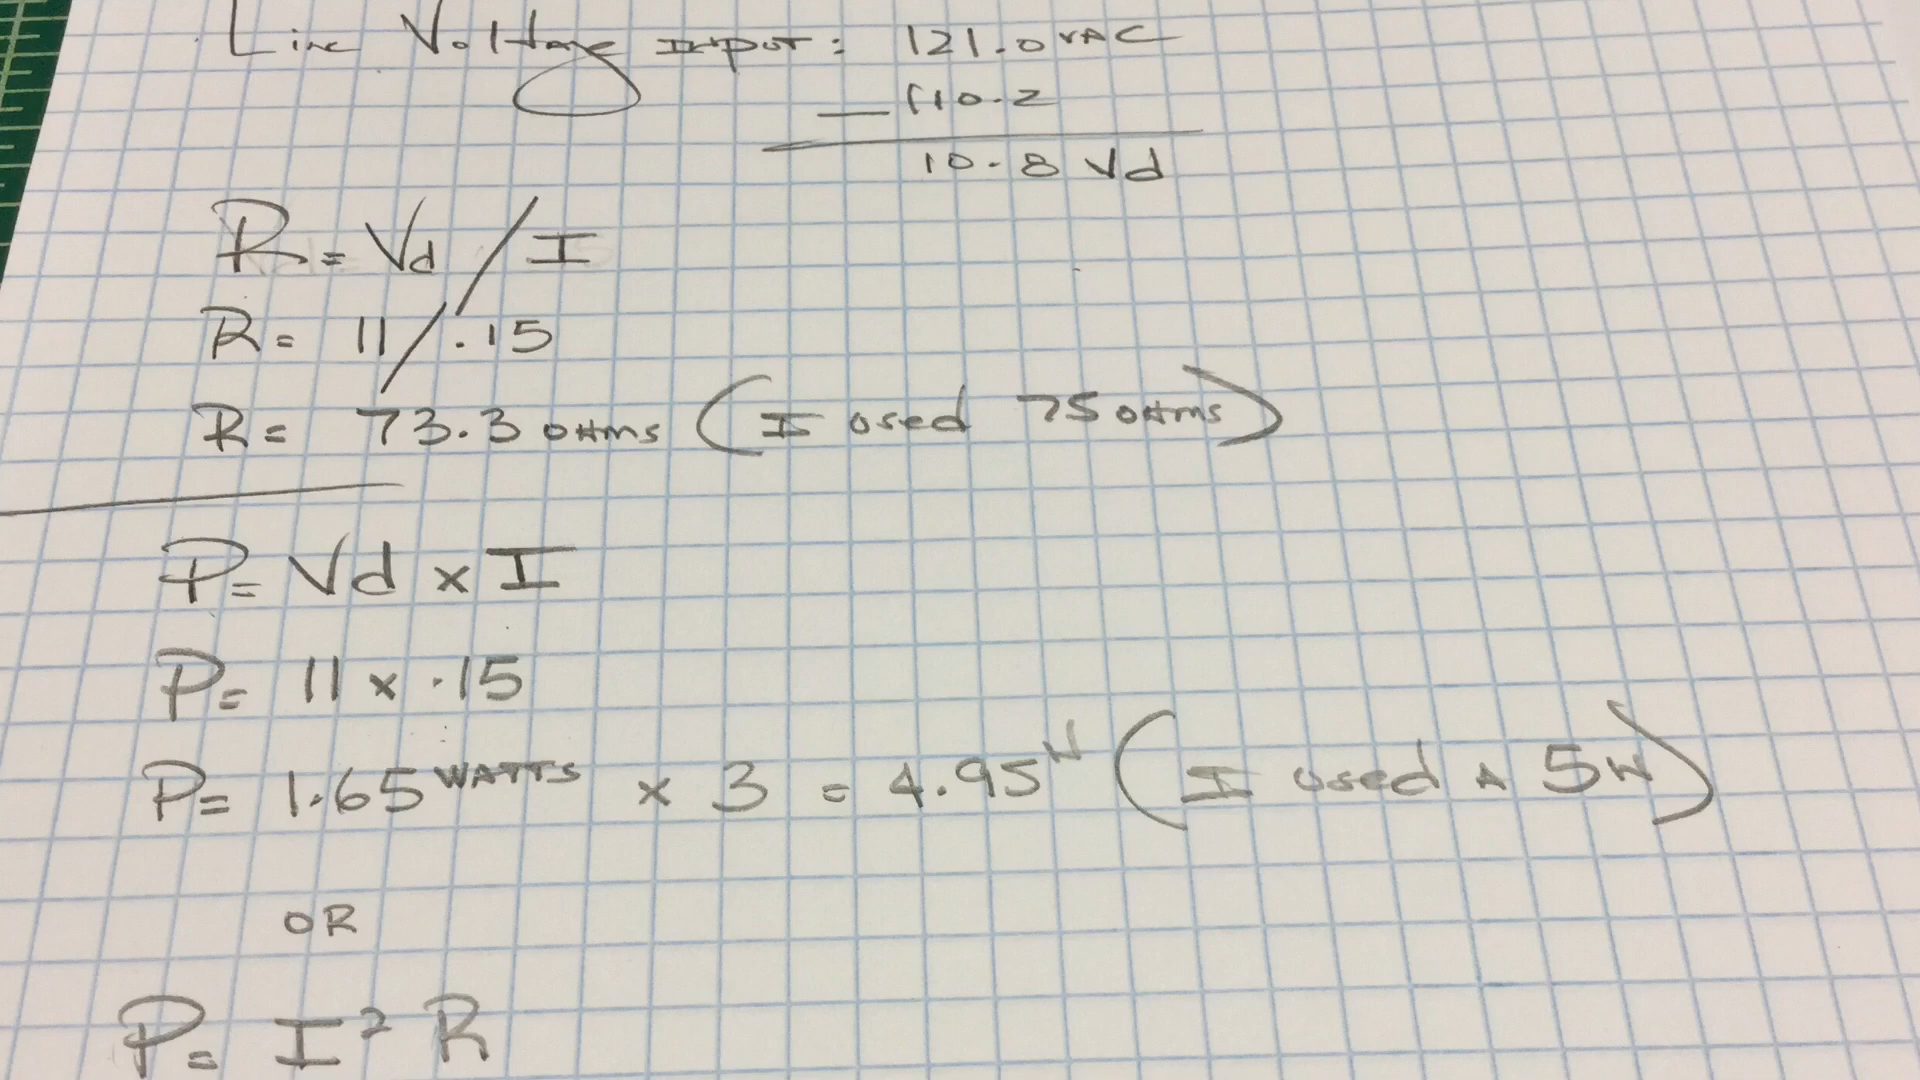 Line Voltage INPUT: 121.0 VAC
— 110.2
10.8 Vd
R = Vd / I
R = 11 / .15
R = 73.3 OHMS (I used 75 OHMS)
P = Vd x I
P = 11 x .15
P = 1.65 WATTS x 3 = 4.95 W (I used A 5W)
OR
P = I² R